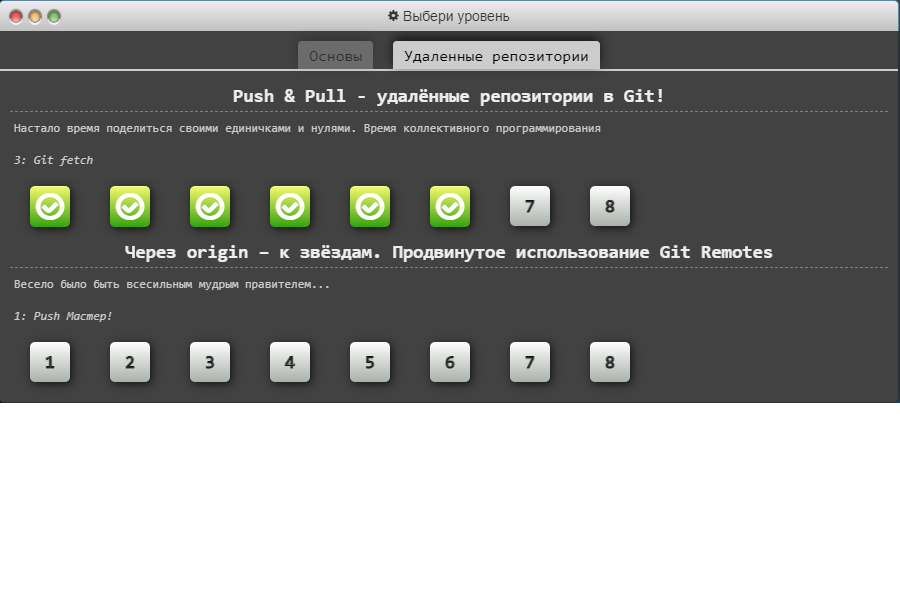 Выбери уровень
Основы Удаленные репозитории
Push & Pull - удалённые репозитории в Git!
Настало время поделиться своими единичками и нулями. Время коллективного программирования
3: Git fetch
7 8
Через origin – к звёздам. Продвинутое использование Git Remotes
Весело было быть всесильным мудрым правителем...
1: Push Мастер!
1 2 3 4 5 6 7 8